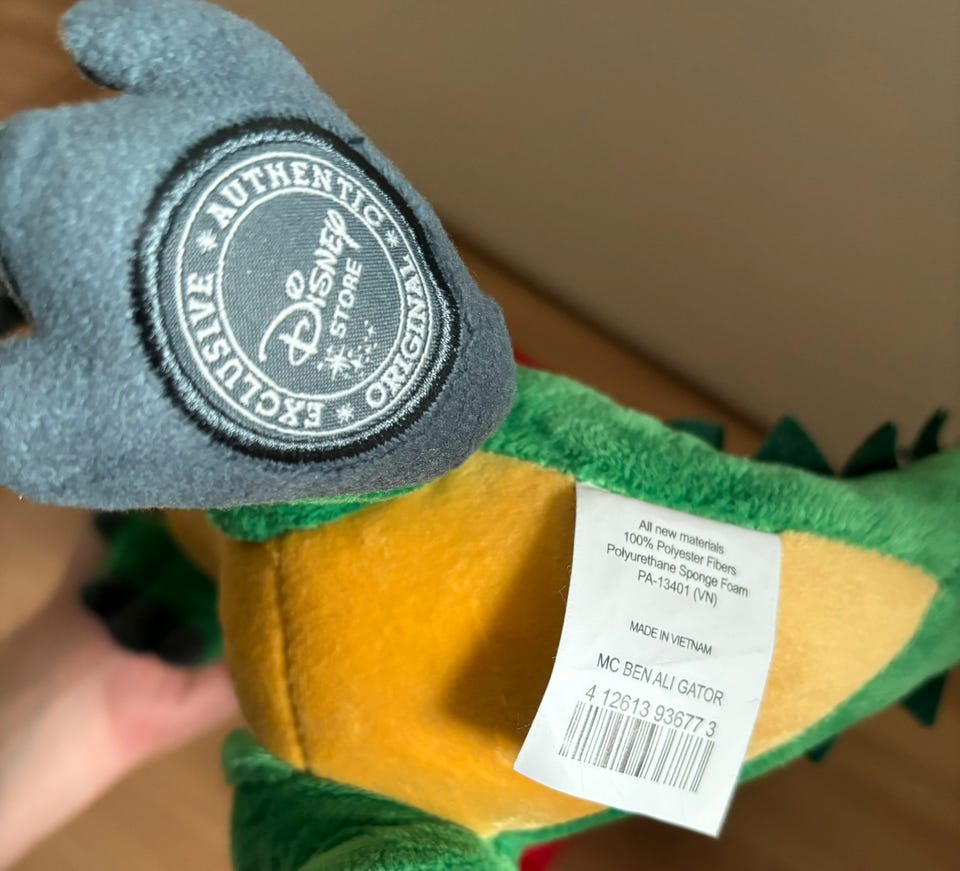 AUTHENTIC
ORIGINAL
EXCLUSIVE
Disney
STORE
All new materials
100% Polyester Fibers
Polyurethane Sponge Foam
PA-13401 (VN)
MADE IN VIETNAM
MC BEN ALI GATOR
4 12613 93677 3